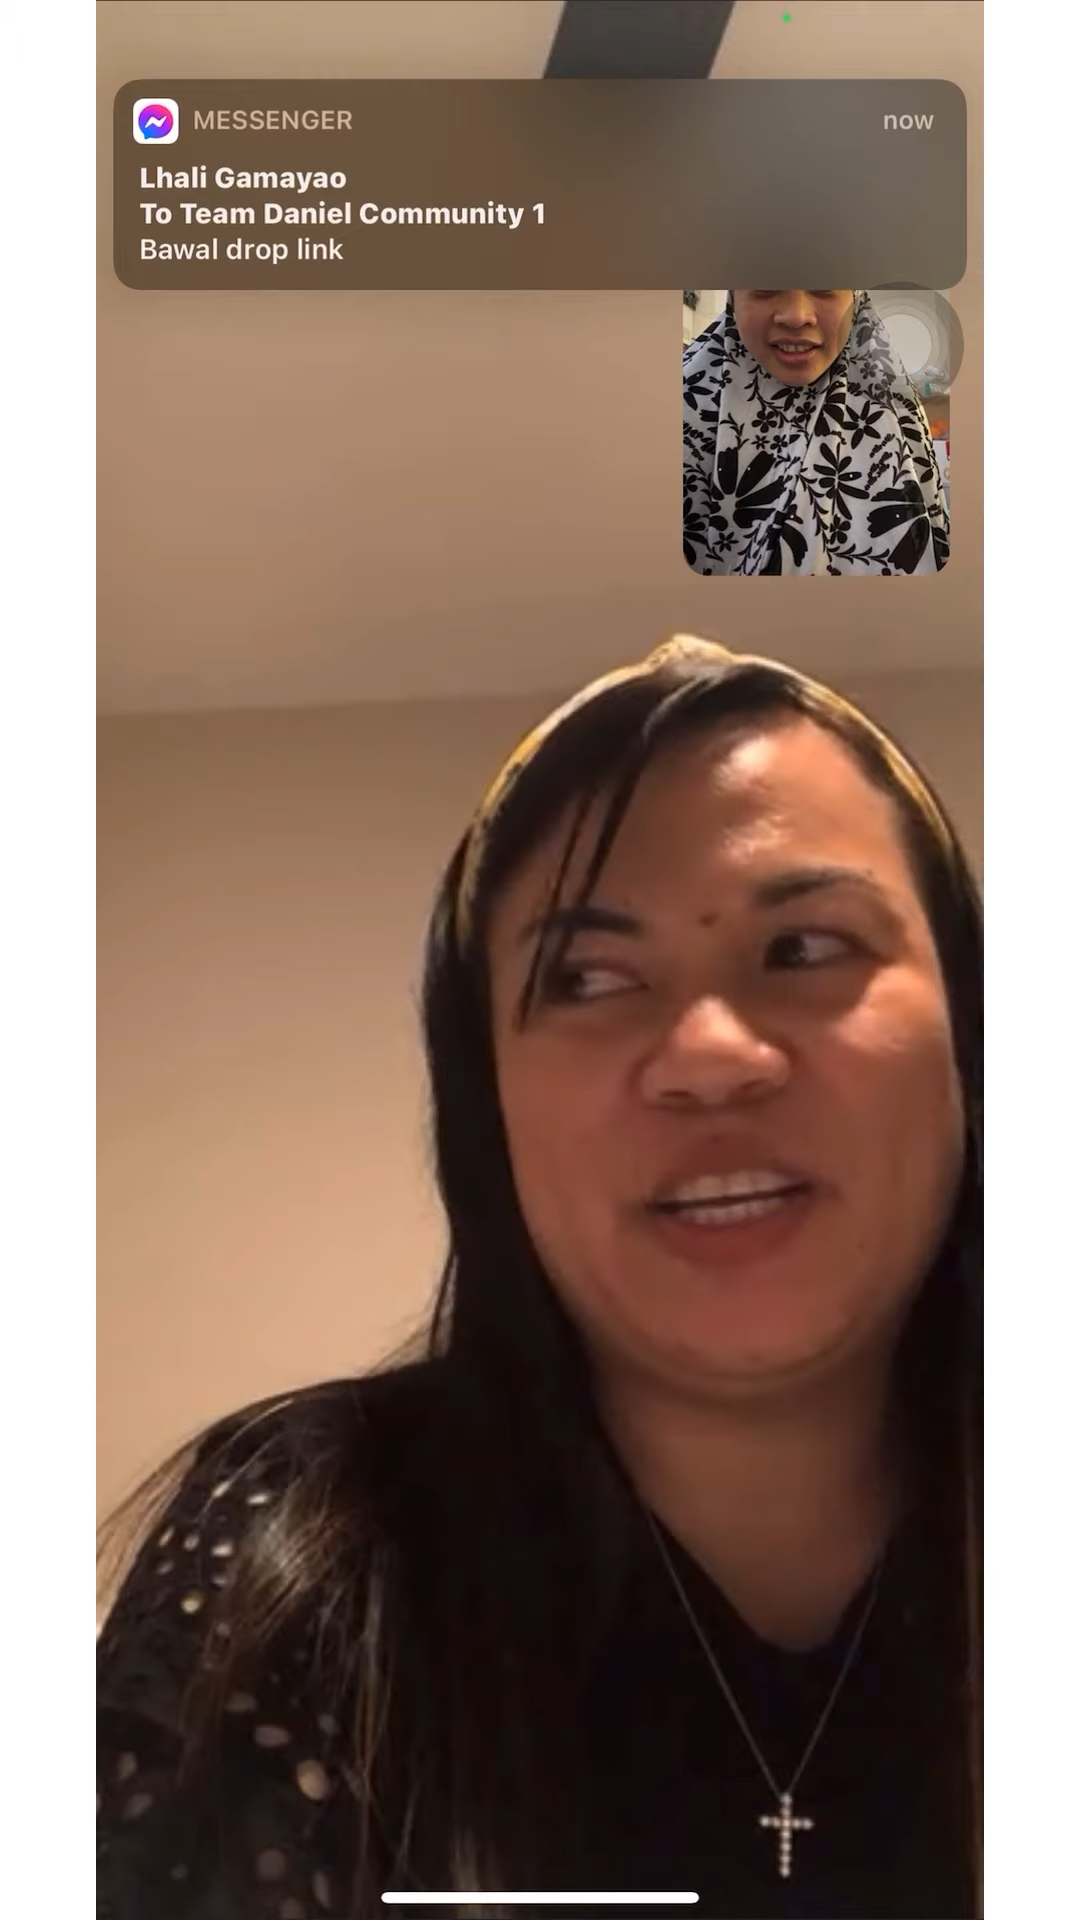 MESSENGER
now
Lhali Gamayao
To Team Daniel Community 1
Bawal drop link